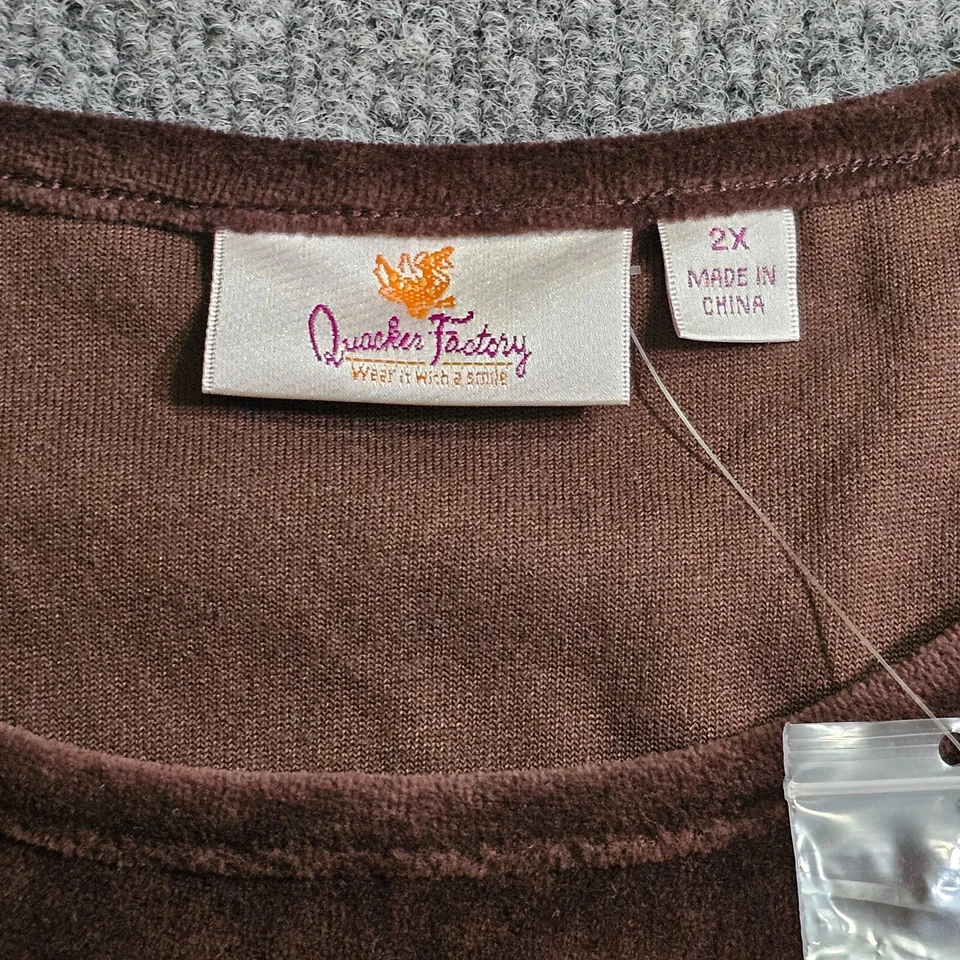 Quacker Factory
Wear it with a smile
2X
MADE IN
CHINA